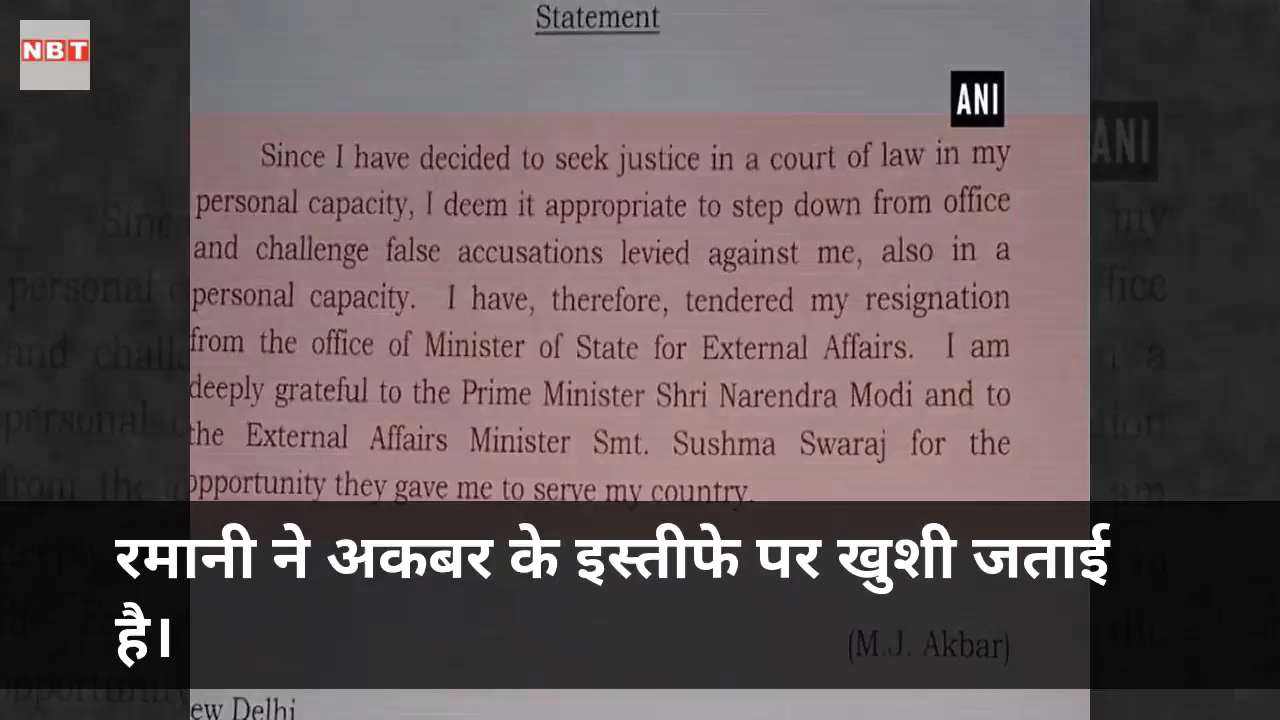 Statement
NBT
ANI
ANI
Since I have decided to seek justice in a court of law in my
personal capacity, I deem it appropriate to step down from office
and challenge false accusations levied against me, also in a
personal capacity. I have, therefore, tendered my resignation
from the office of Minister of State for External Affairs. I am
deeply grateful to the Prime Minister Shri Narendra Modi and to
the External Affairs Minister Smt. Sushma Swaraj for the
opportunity they gave me to serve my country.
रमानी ने अकबर के इस्तीफे पर खुशी जताई
है।
(M.J. Akbar)
ew Delhi